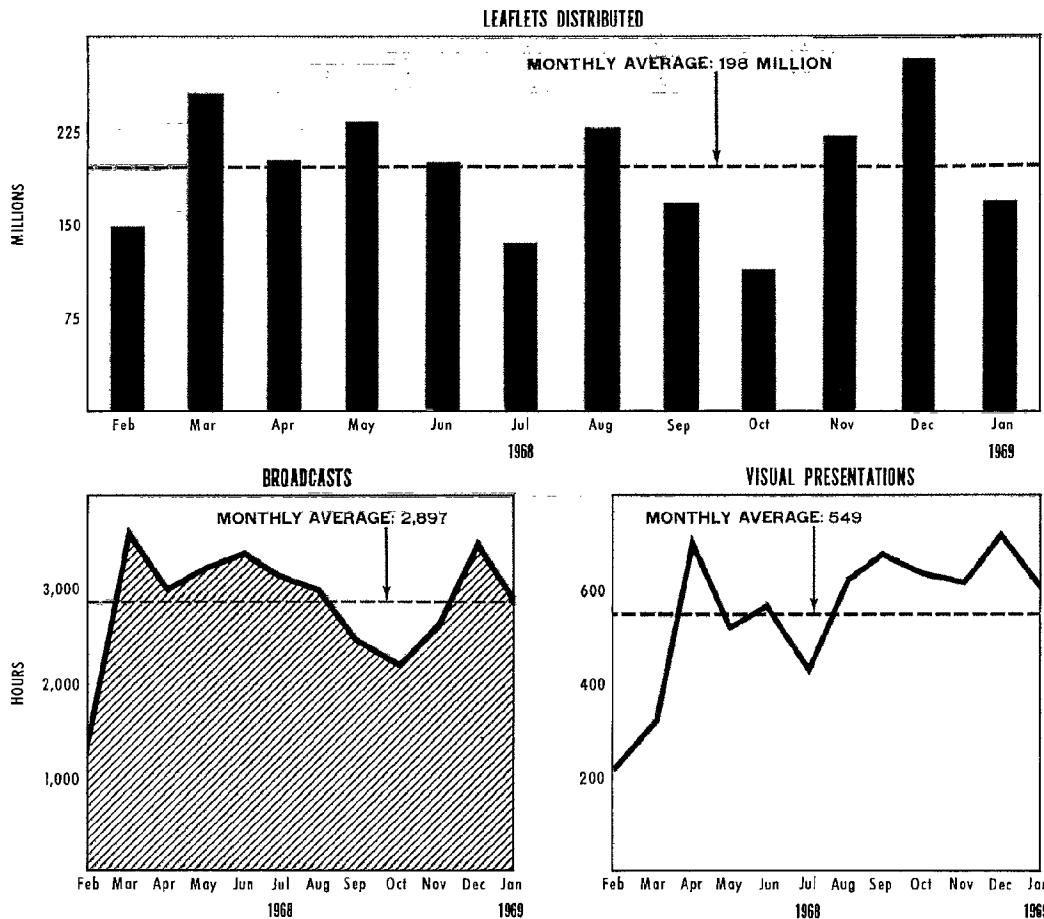 LEAFLETS DISTRIBUTED
MONTHLY AVERAGE: 198 MILLION
225
150
75
MILLIONS
Feb Mar Apr May Jun Jul Aug Sep Oct Nov Dec Jan
1968 1969
BROADCASTS
MONTHLY AVERAGE: 2,897
3,000
2,000
1,000
HOURS
Feb Mar Apr May Jun Jul Aug Sep Oct Nov Dec Jan
1968 1969
VISUAL PRESENTATIONS
MONTHLY AVERAGE: 549
600
400
200
Feb Mar Apr May Jun Jul Aug Sep Oct Nov Dec Jan
1968 1969